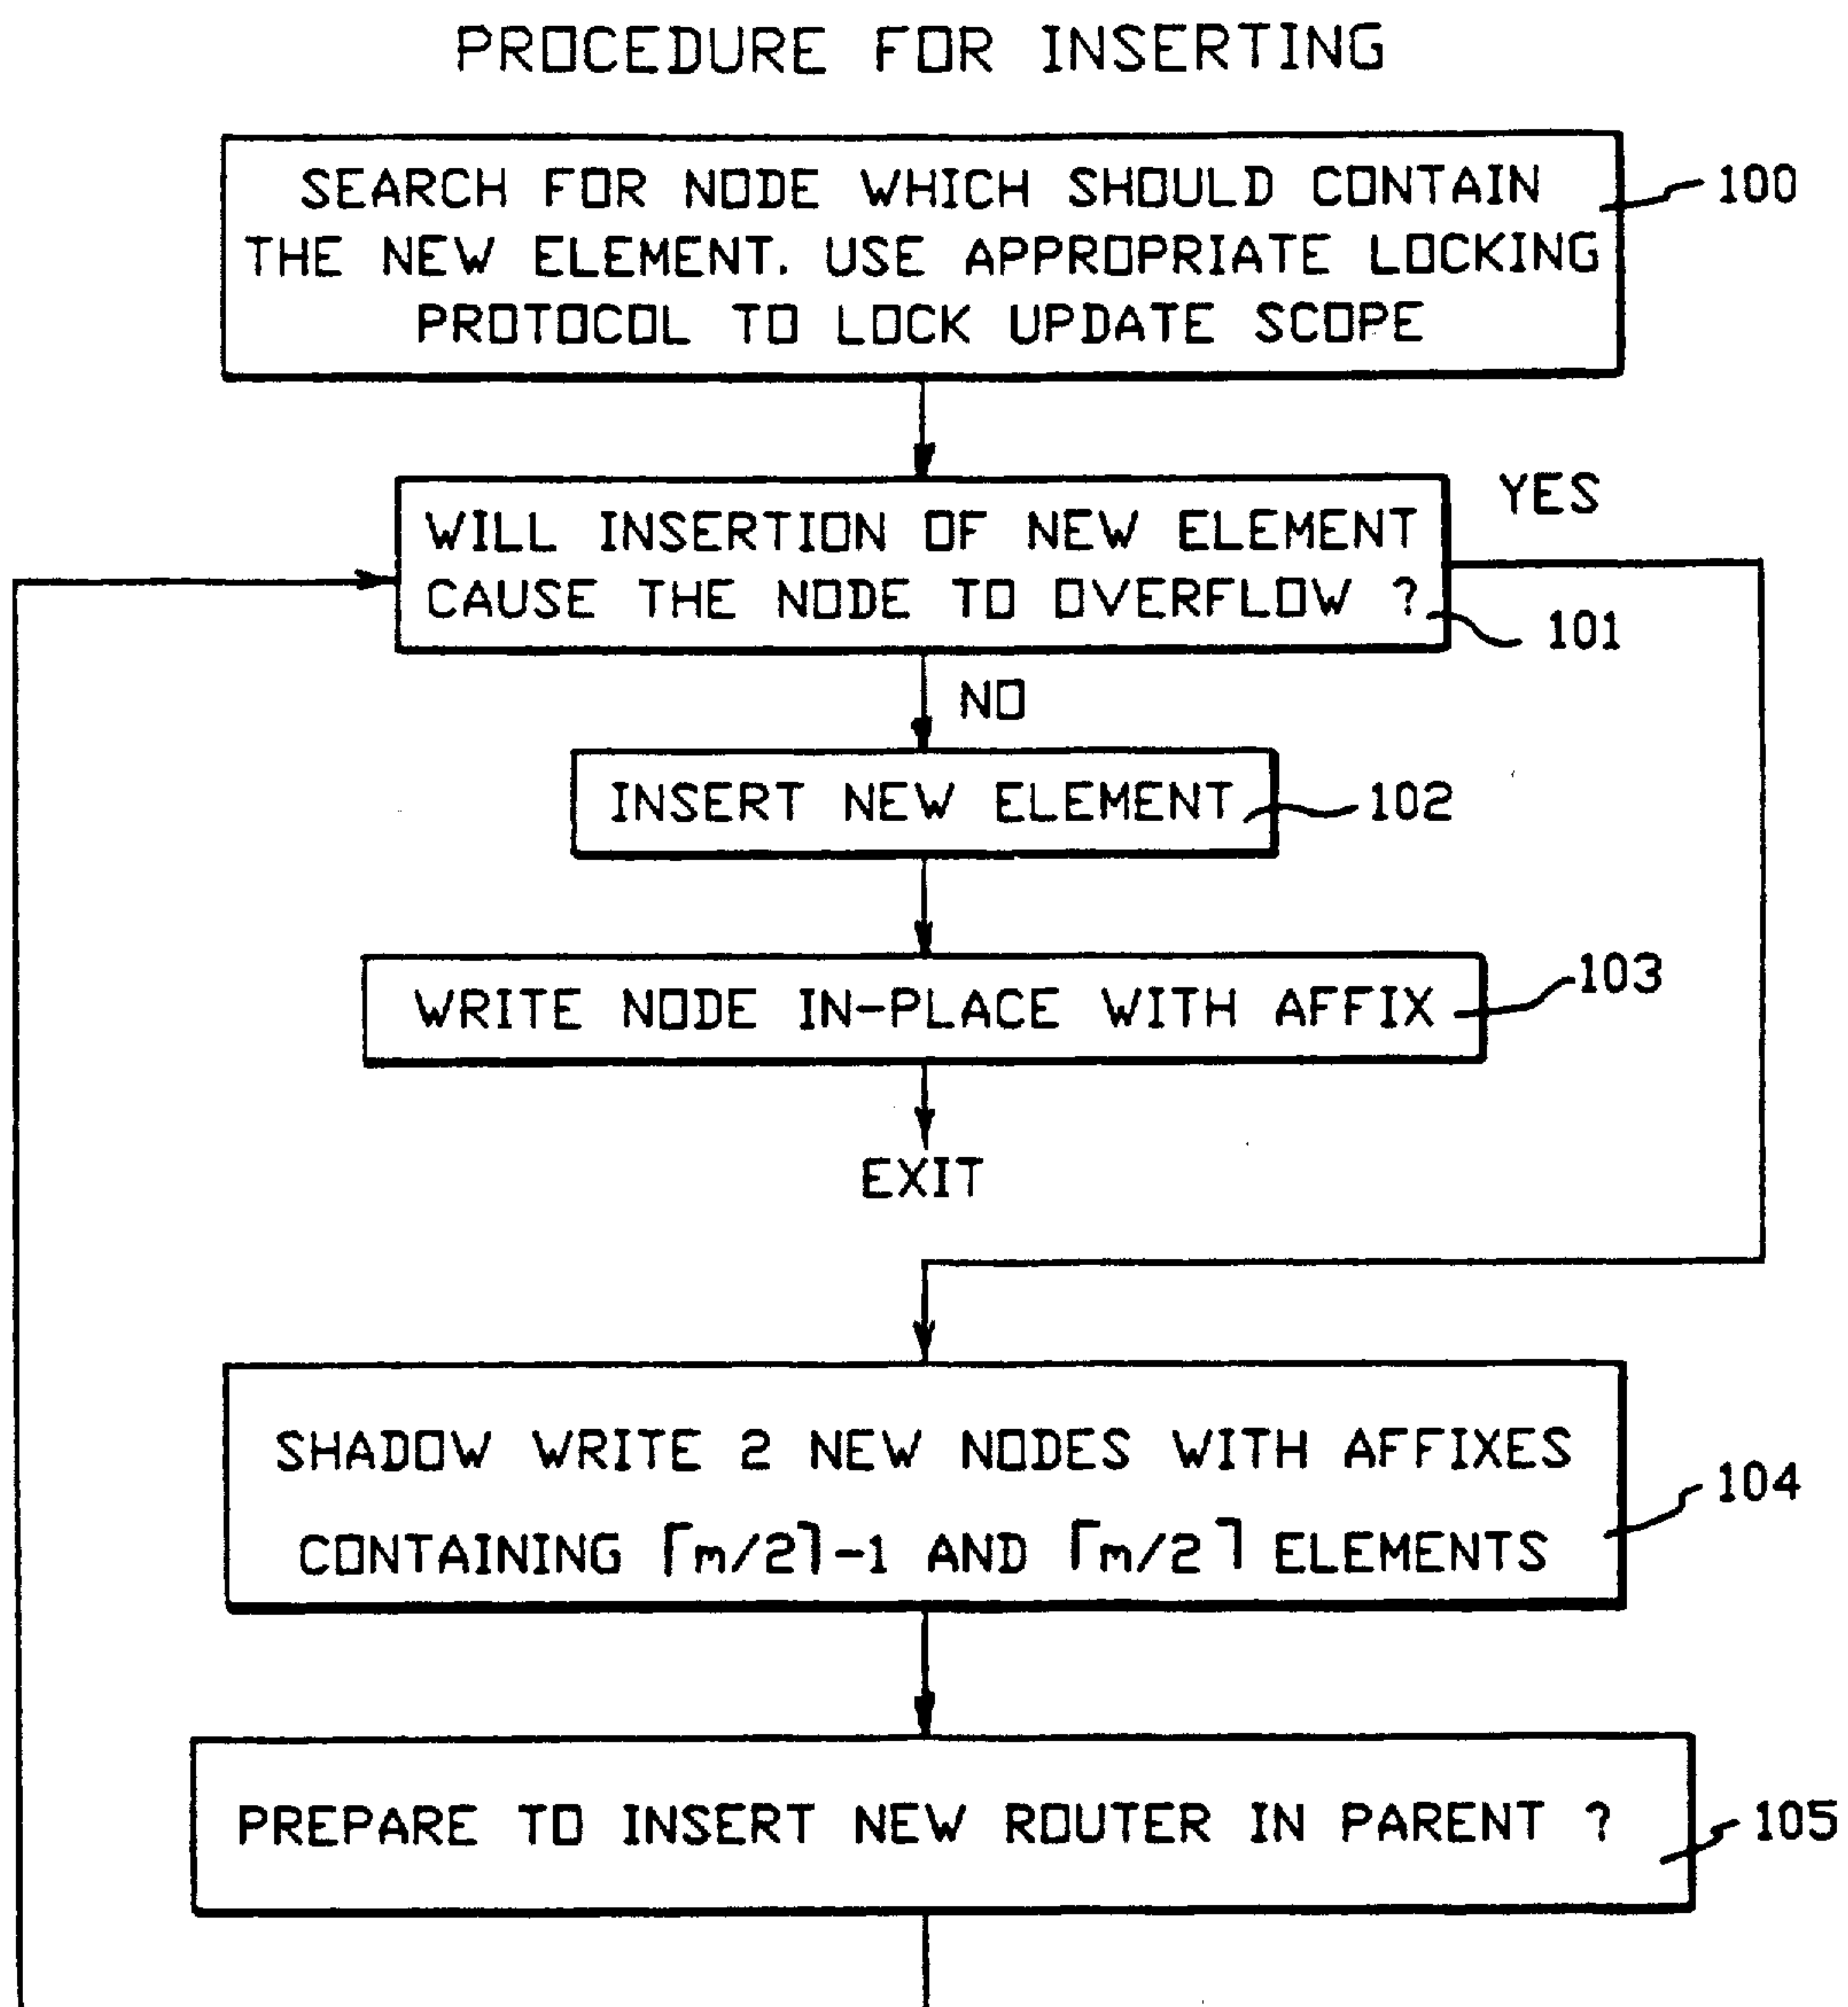 PROCEDURE FOR INSERTING
SEARCH FOR NODE WHICH SHOULD CONTAIN
THE NEW ELEMENT. USE APPROPRIATE LOCKING
PROTOCOL TO LOCK UPDATE SCOPE
100
YES
WILL INSERTION OF NEW ELEMENT
CAUSE THE NODE TO OVERFLOW ?
101
NO
INSERT NEW ELEMENT
102
WRITE NODE IN-PLACE WITH AFFIX
103
EXIT
SHADOW WRITE 2 NEW NODES WITH AFFIXES
CONTAINING ⌈m/2⌉-1 AND ⌈m/2⌉ ELEMENTS
104
PREPARE TO INSERT NEW ROUTER IN PARENT ?
105